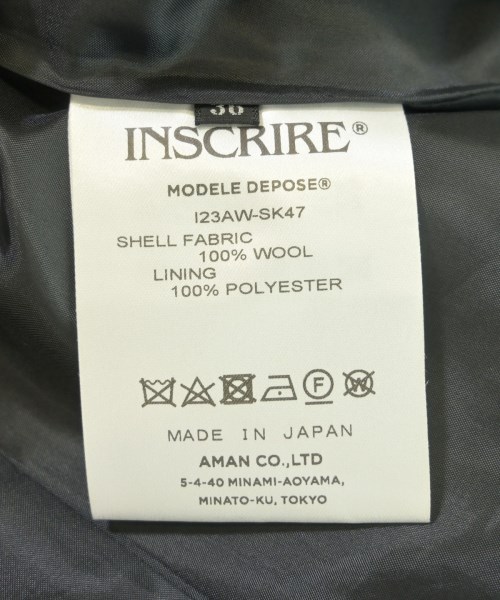 INSCRIRE®
MODELE DEPOSE®
I23AW-SK47
SHELL FABRIC
100% WOOL
LINING
100% POLYESTER
F
W
MADE IN JAPAN
AMAN CO.,LTD
5-4-40 MINAMI-AOYAMA,
MINATO-KU, TOKYO